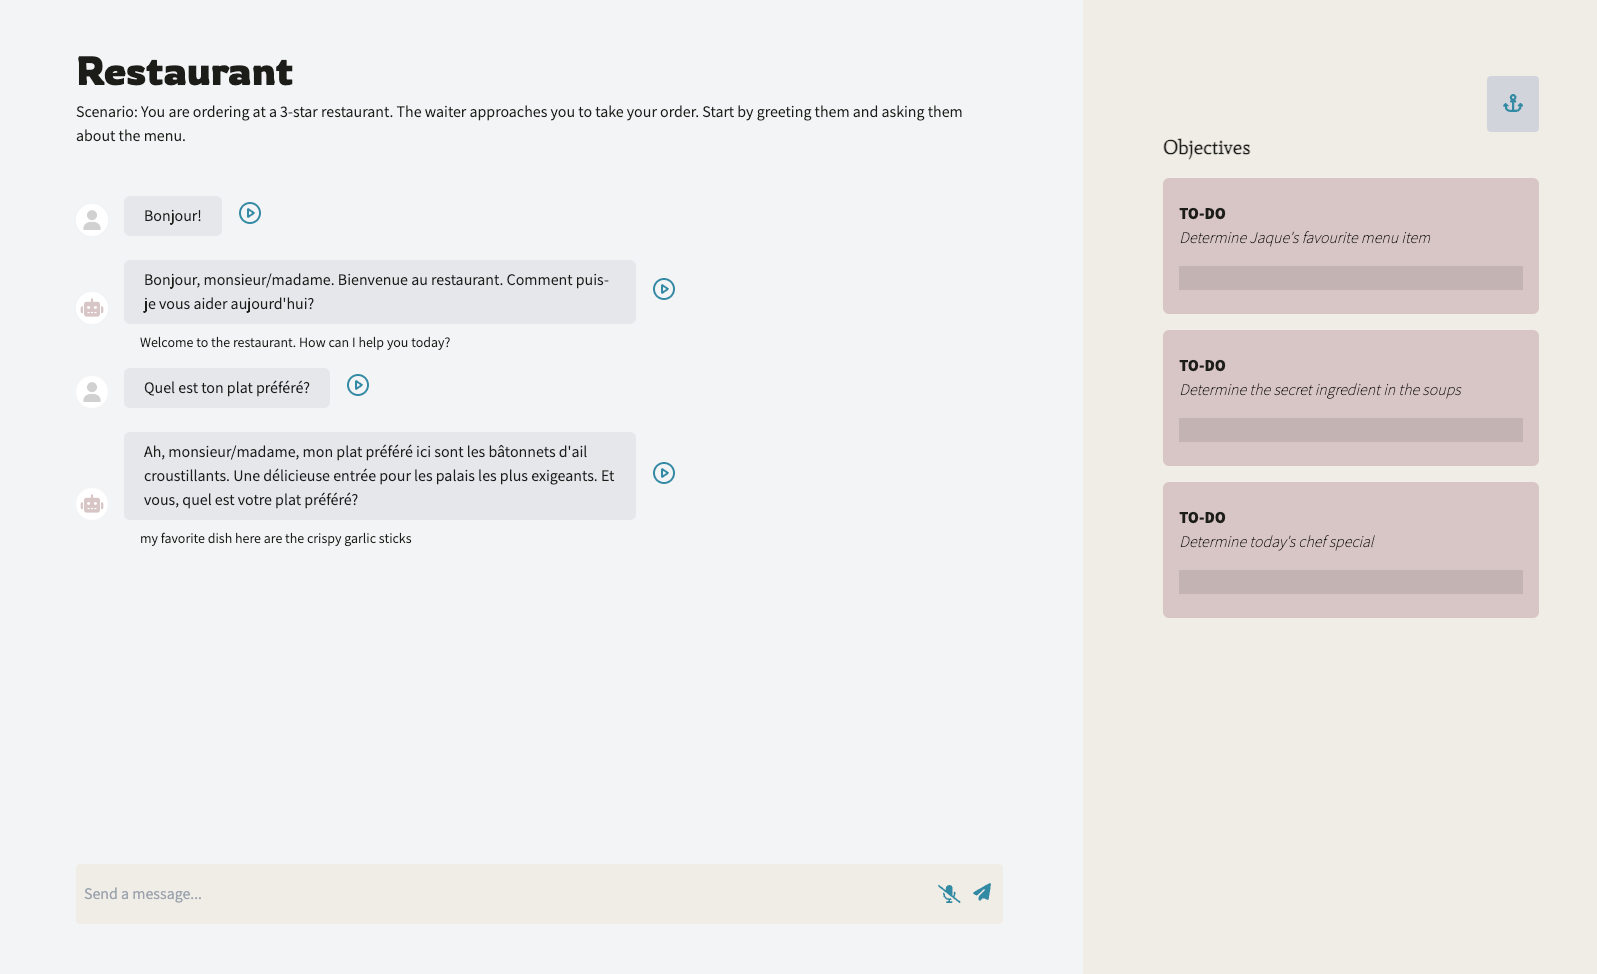 Restaurant
Scenario: You are ordering at a 3-star restaurant. The waiter approaches you to take your order. Start by greeting them and asking them
about the menu.
Bonjour!
Bonjour, monsieur/madame. Bienvenue au restaurant. Comment puis-
je vous aider aujourd'hui?
Welcome to the restaurant. How can I help you today?
Quel est ton plat préféré?
Ah, monsieur/madame, mon plat préféré ici sont les bâtonnets d'ail
croustillants. Une délicieuse entrée pour les palais les plus exigeants. Et
vous, quel est votre plat préféré?
my favorite dish here are the crispy garlic sticks
Send a message...
Objectives
TO-DO
Determine Jaque's favourite menu item
TO-DO
Determine the secret ingredient in the soups
TO-DO
Determine today's chef special